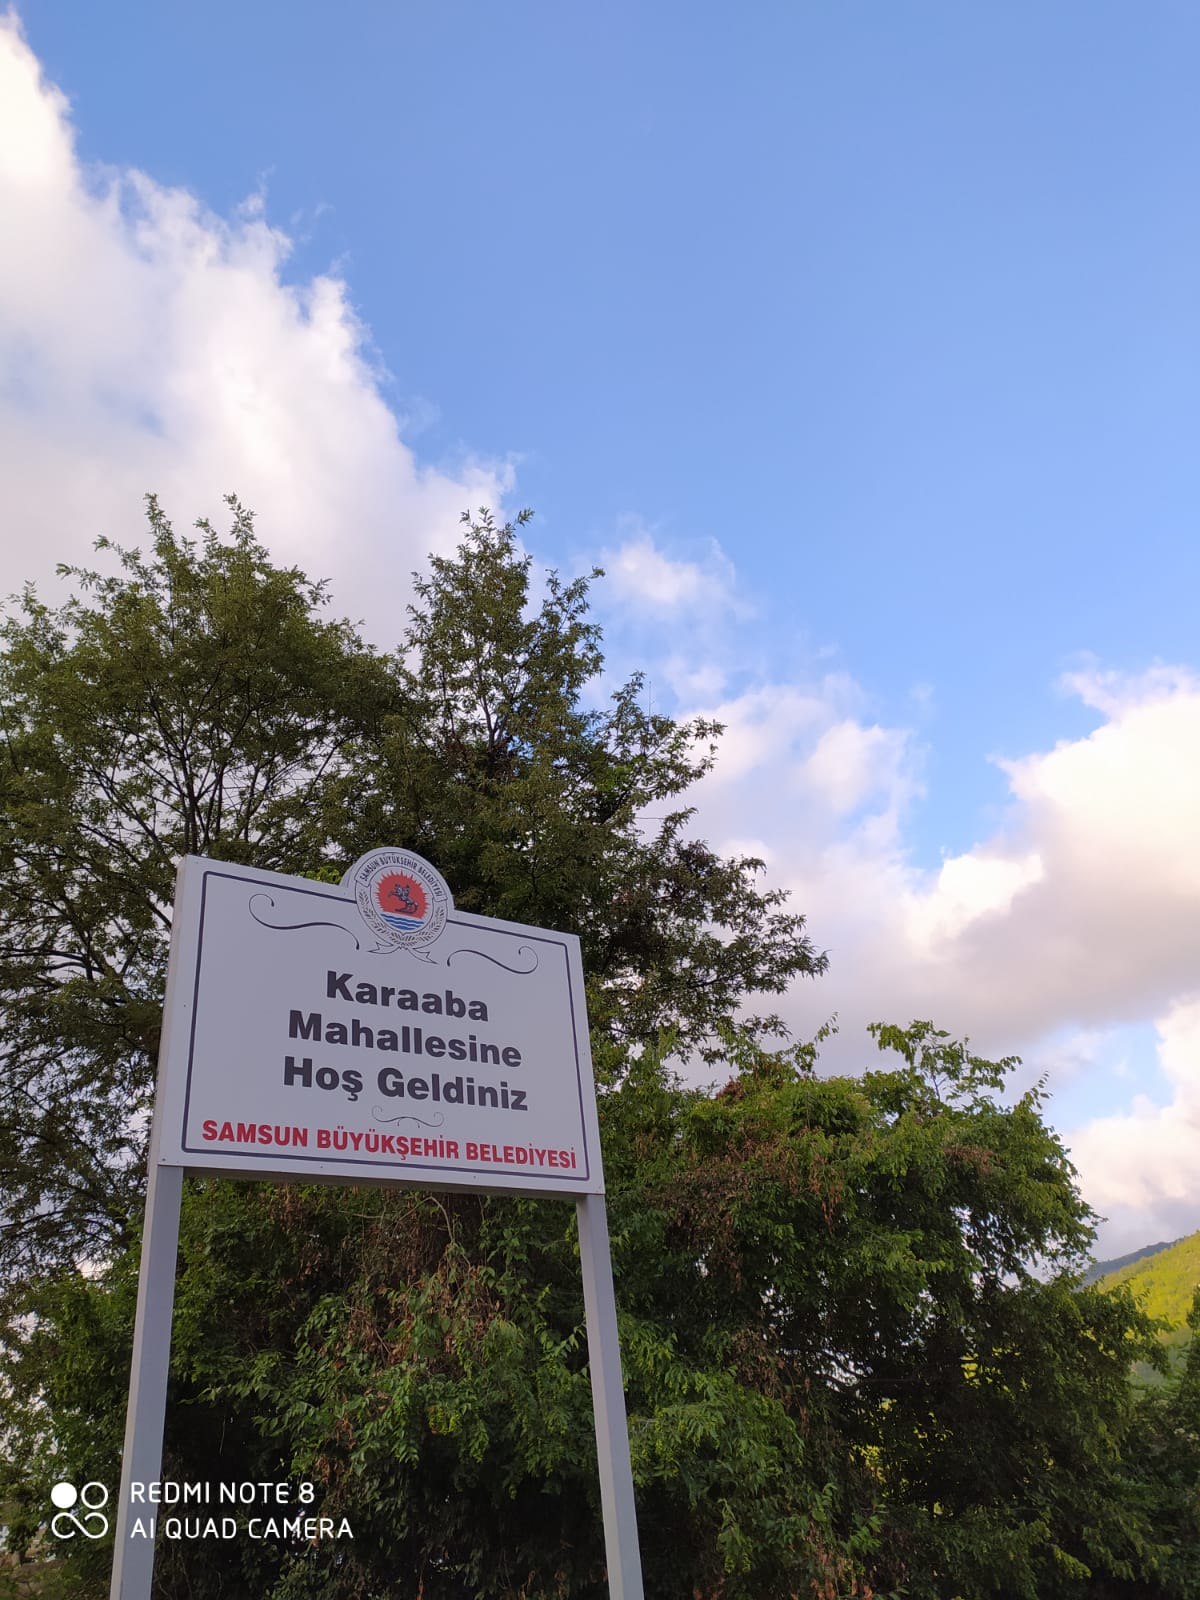 SAMSUN BÜYÜKŞEHİR BELEDİYESİ
Karaaba
Mahallesine
Hoş Geldiniz
SAMSUN BÜYÜKŞEHİR BELEDİYESİ
REDMI NOTE 8
AI QUAD CAMERA